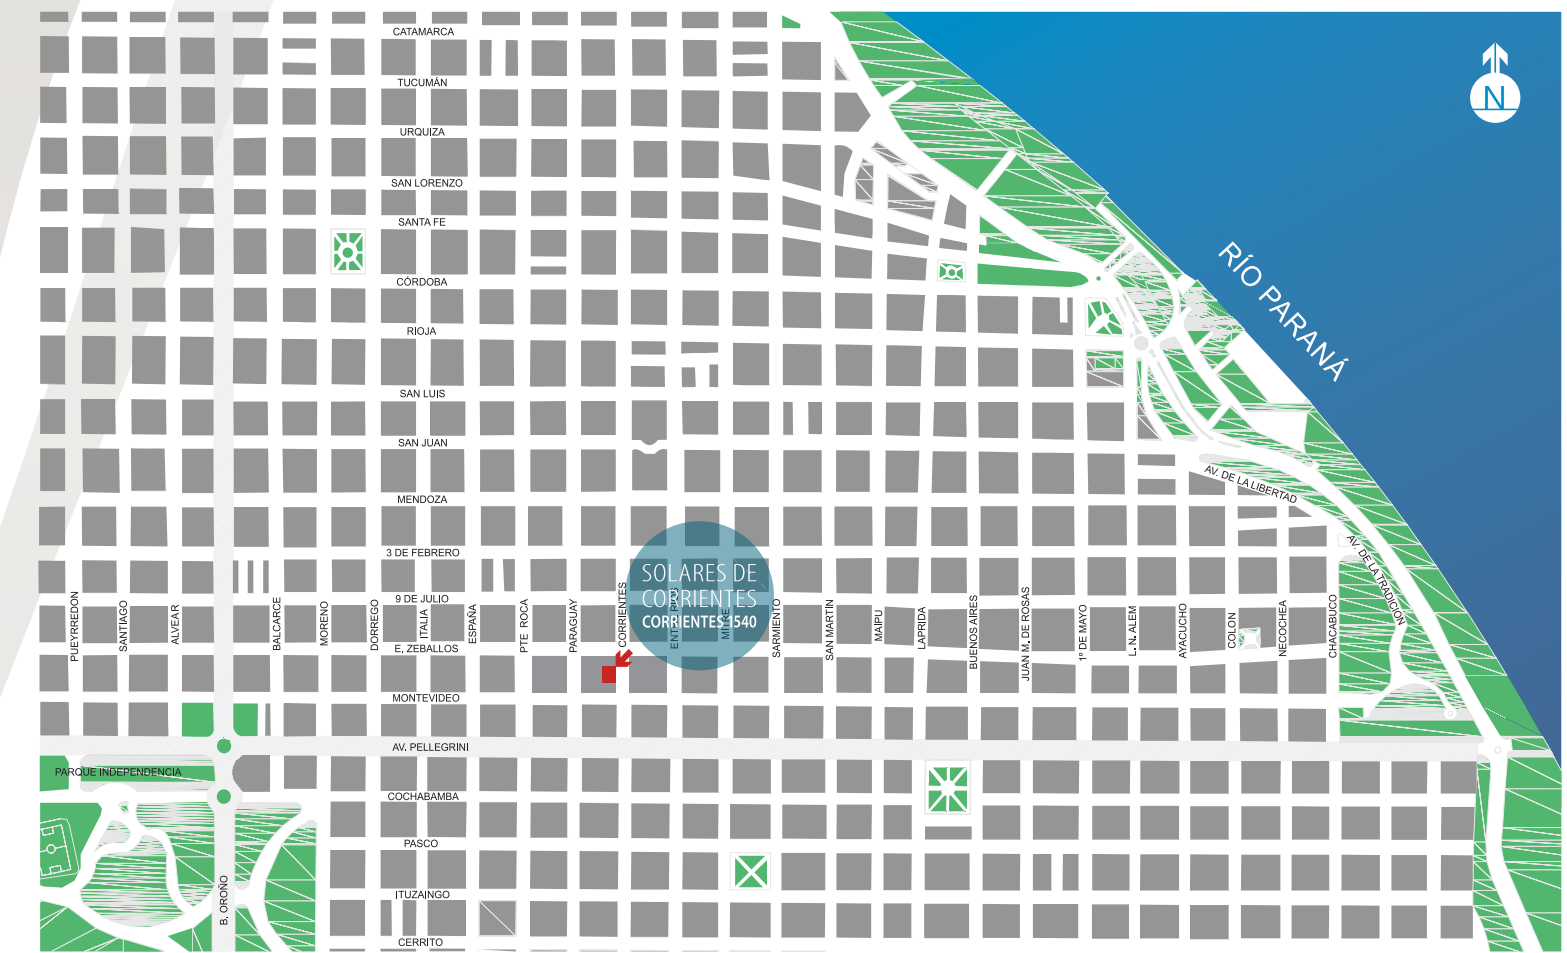 CATAMARCA
TUCUMÁN
N
URQUIZA
SAN LORENZO
SANTA FE
CÓRDOBA
RÍO PARANÁ
RIOJA
SAN LUIS
SAN JUAN
AV. DE LA LIBERTAD
MENDOZA
3 DE FEBRERO
AV. DE LA TRADICION
SOLARES DE
CORRIENTES
CORRIENTES 1540
9 DE JULIO
PUEYRREDON
SANTIAGO
ALVEAR
BALCARCE
MORENO
DORREGO
ITALIA
ESPAÑA
PTE ROCA
PARAGUAY
CORRIENTES
ENTRE RIOS
MITRE
SARMIENTO
SAN MARTIN
MAIPU
LAPRIDA
BUENOS AIRES
JUAN M. DE ROSAS
1º DE MAYO
L. N. ALEM
AYACUCHO
COLON
NECOCHEA
CHACABUCO
E. ZEBALLOS
MONTEVIDEO
AV. PELLEGRINI
PARQUE INDEPENDENCIA
COCHABAMBA
PASCO
B. OROÑO
ITUZAINGO
CERRITO